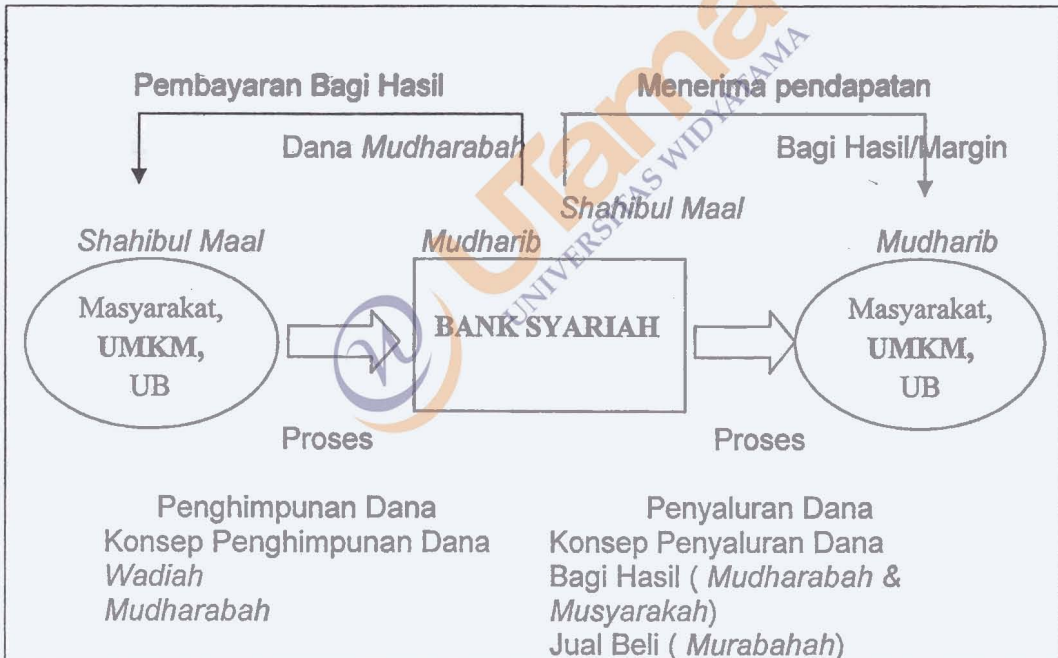 Pembayaran Bagi Hasil
Menerima pendapatan
Dana Mudharabah
Bagi Hasil/Margin
Shahibul Maal
Shahibul Maal
Mudharib
Mudharib
Masyarakat,
UMKM,
UB
BANK SYARIAH
Masyarakat,
UMKM,
UB
Proses
Proses
Penghimpunan Dana
Konsep Penghimpunan Dana
Wadiah
Mudharabah
Penyaluran Dana
Konsep Penyaluran Dana
Bagi Hasil ( Mudharabah &
Musyarakah)
Jual Beli ( Murabahah)
Utama
UNIVERSITAS WIDYATAMA